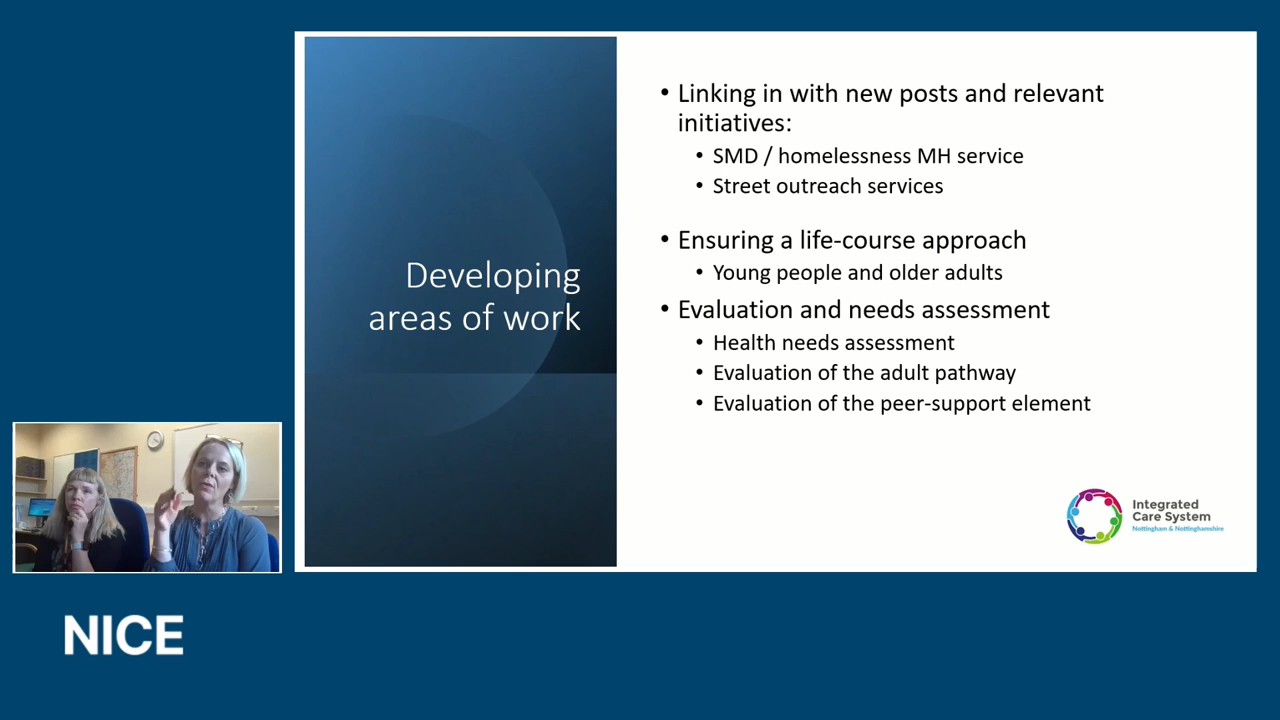 • Linking in with new posts and relevant
initiatives:
• SMD / homelessness MH service
• Street outreach services
• Ensuring a life-course approach
• Young people and older adults
Developing
areas of work
• Evaluation and needs assessment
• Health needs assessment
• Evaluation of the adult pathway
• Evaluation of the peer-support element
Integrated
Care System
Nottingham & Nottinghamshire
NICE